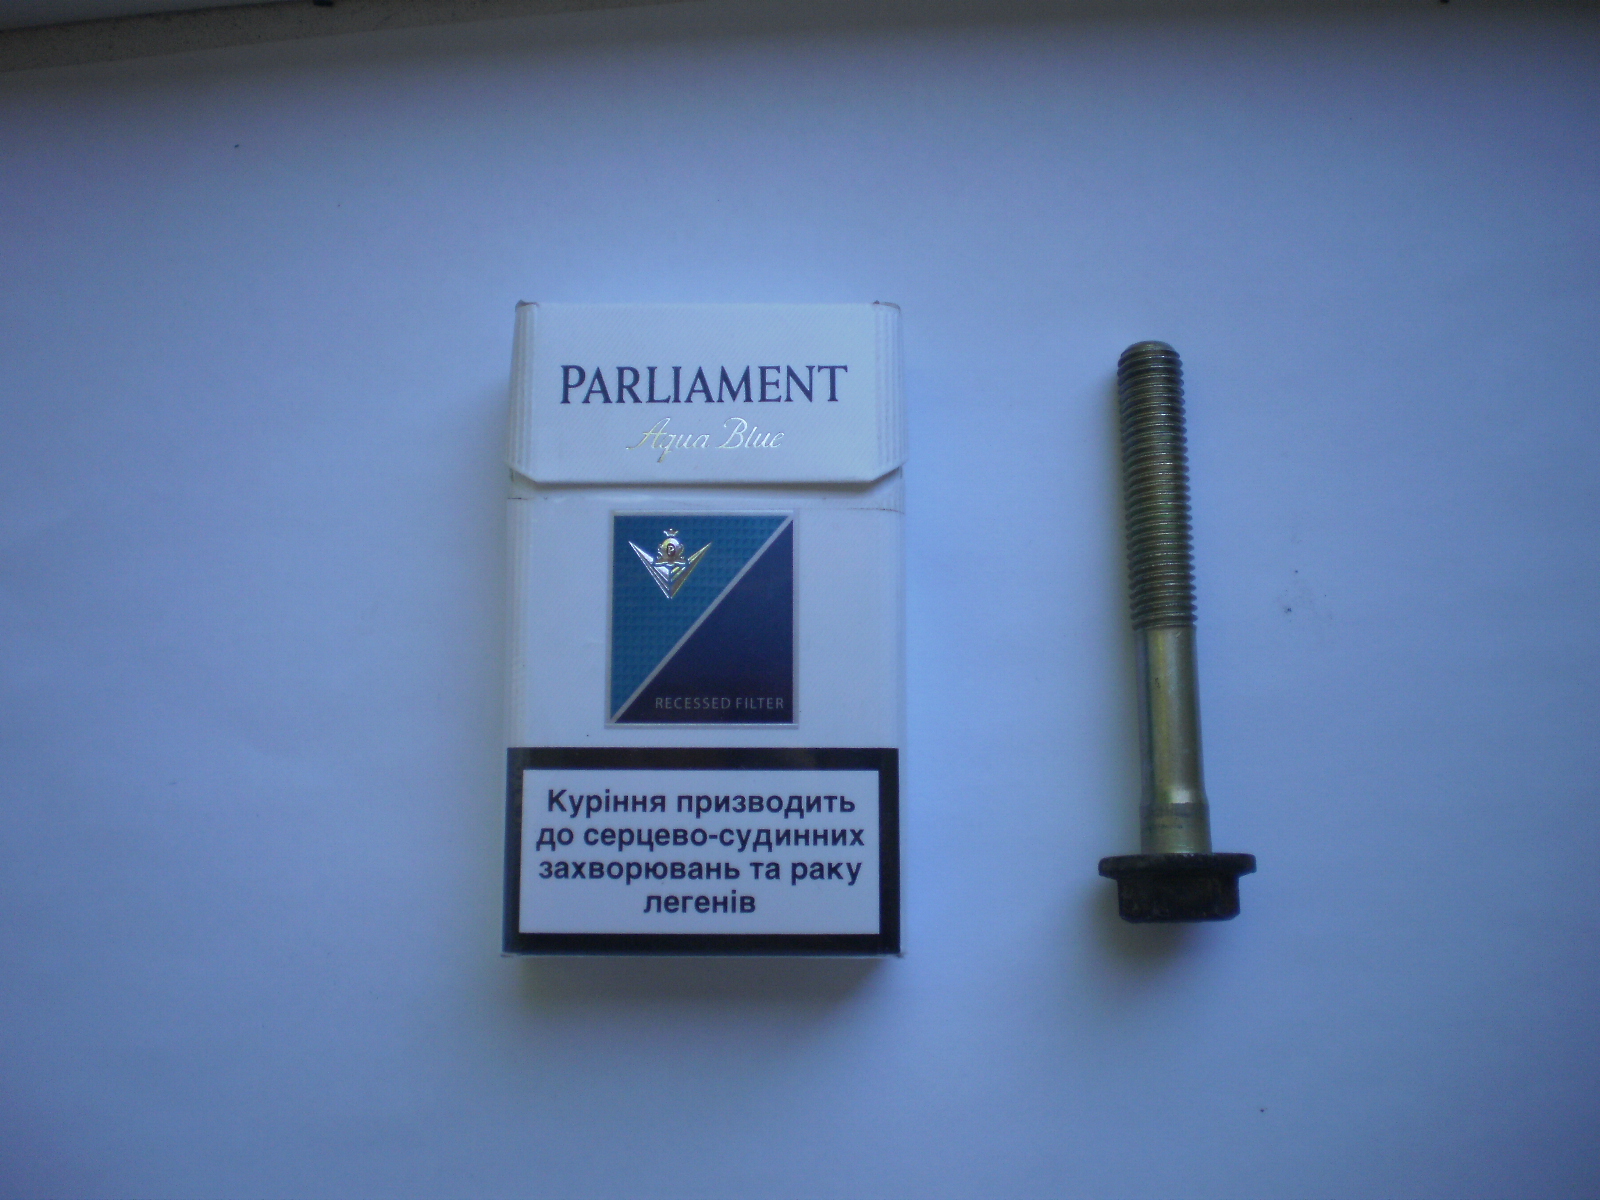 PARLIAMENT
Aqua Blue
P
RECESSED FILTER
Куріння призводить
до серцево-судинних
захворювань та раку
легенів